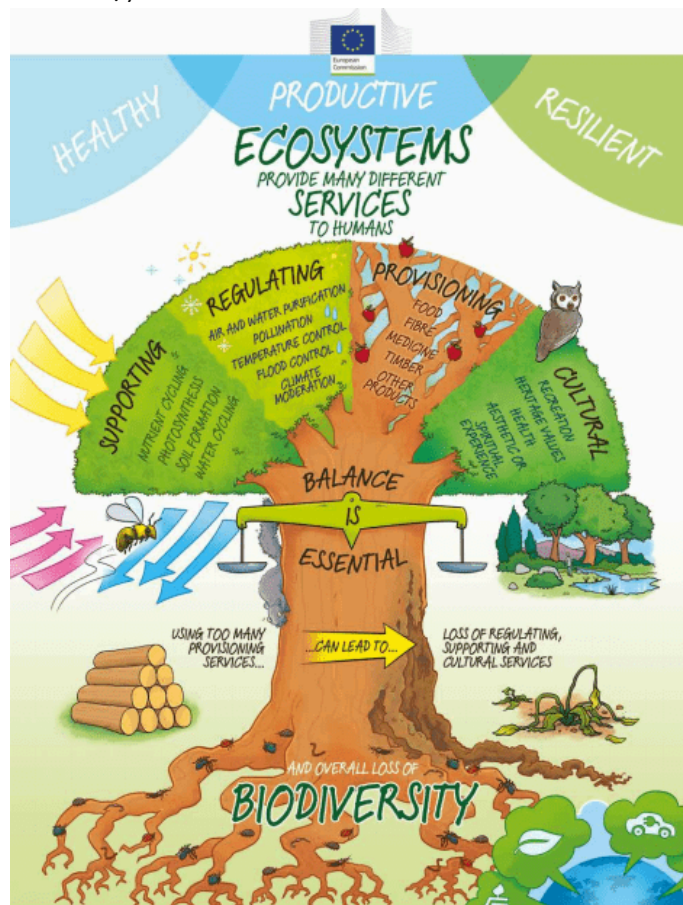 European
Commission
HEALTHY
PRODUCTIVE
RESILIENT
ECOSYSTEMS
PROVIDE MANY DIFFERENT
SERVICES
TO HUMANS
SUPPORTING
NUTRIENT CYCLING
PHOTOSYNTHESIS
SOIL FORMATION
WATER CYCLING
REGULATING
AIR AND WATER PURIFICATION
POLLINATION
TEMPERATURE CONTROL
FLOOD CONTROL
CLIMATE
MODERATION
PROVISIONING
FOOD
FIBRE
MEDICINE
TIMBER
OTHER
PRODUCTS
CULTURAL
RECREATION
HERITAGE VALUES
HEALTH
AESTHETIC OR
SPIRITUAL
EXPERIENCE
BALANCE
IS
ESSENTIAL
USING TOO MANY
PROVISIONING
SERVICES...
...CAN LEAD TO...
LOSS OF REGULATING,
SUPPORTING AND
CULTURAL SERVICES
AND OVERALL LOSS OF
BIODIVERSITY